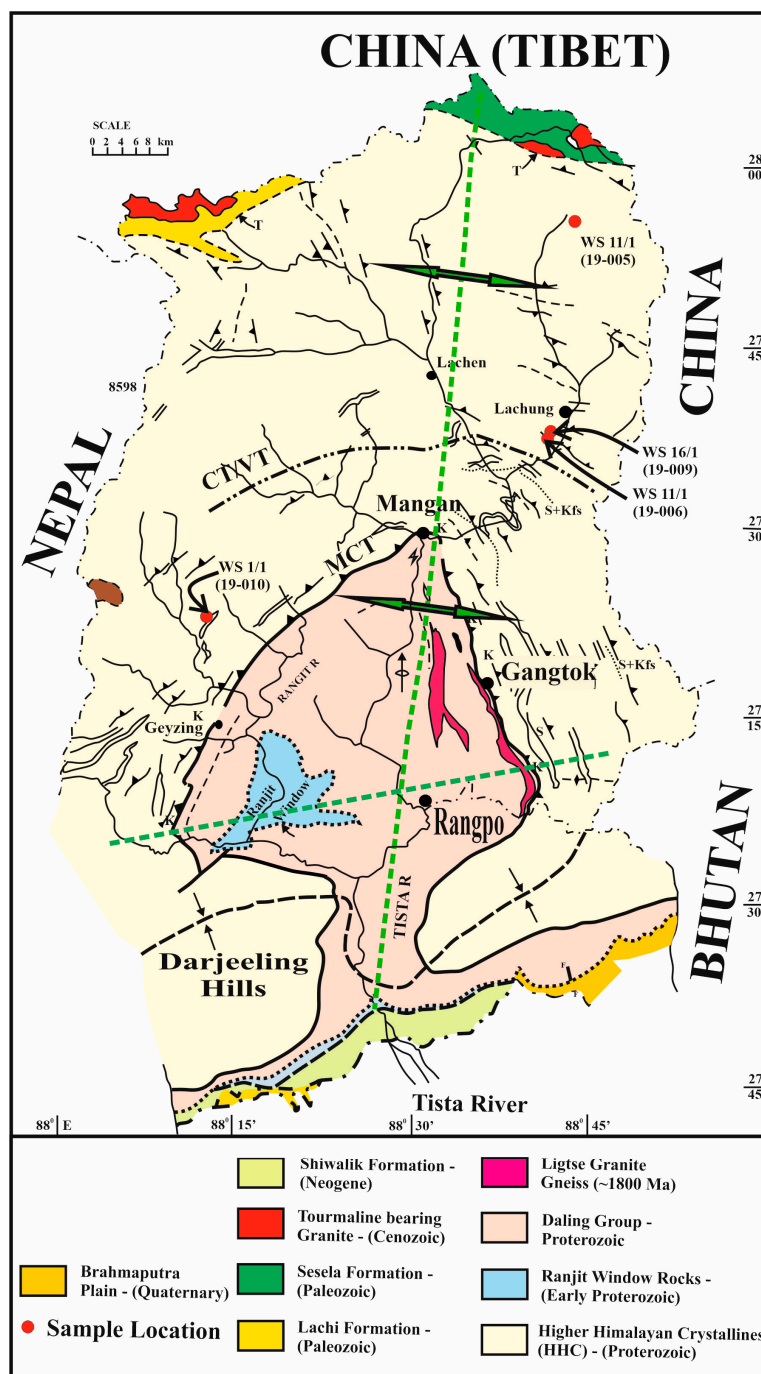 CHINA (TIBET)
SCALE
0 2 4 6 8 km
28
00
T
T
WS 11/1
(19-005)
CHINA
27
45
8598
Lachen
Lachung
NEPAL
CT/VT
WS 16/1
(19-009)
WS 11/1
(19-006)
S+Kfs
Mangan
K
27
30
MCT
WS 1/1
(19-010)
K
RANGIT R
K
Gangtok
S+Kfs
K
Geyzing
27
15
S
K
Ranjit
Window
Rangpo
K
BHUTAN
TISTA R
27
30
Darjeeling
Hills
F
F
27
45
Tista River
88° E
88° 15'
88° 30'
88° 45'
Shiwalik Formation -
(Neogene)
Ligtse Granite
Gneiss (~1800 Ma)
Tourmaline bearing
Granite - (Cenozoic)
Daling Group -
Proterozoic
Brahmaputra
Plain - (Quaternary)
Sesela Formation -
(Paleozoic)
Ranjit Window Rocks -
(Early Proterozoic)
Sample Location
Lachi Formation -
(Paleozoic)
Higher Himalayan Crystallines
(HHC) - (Proterozoic)